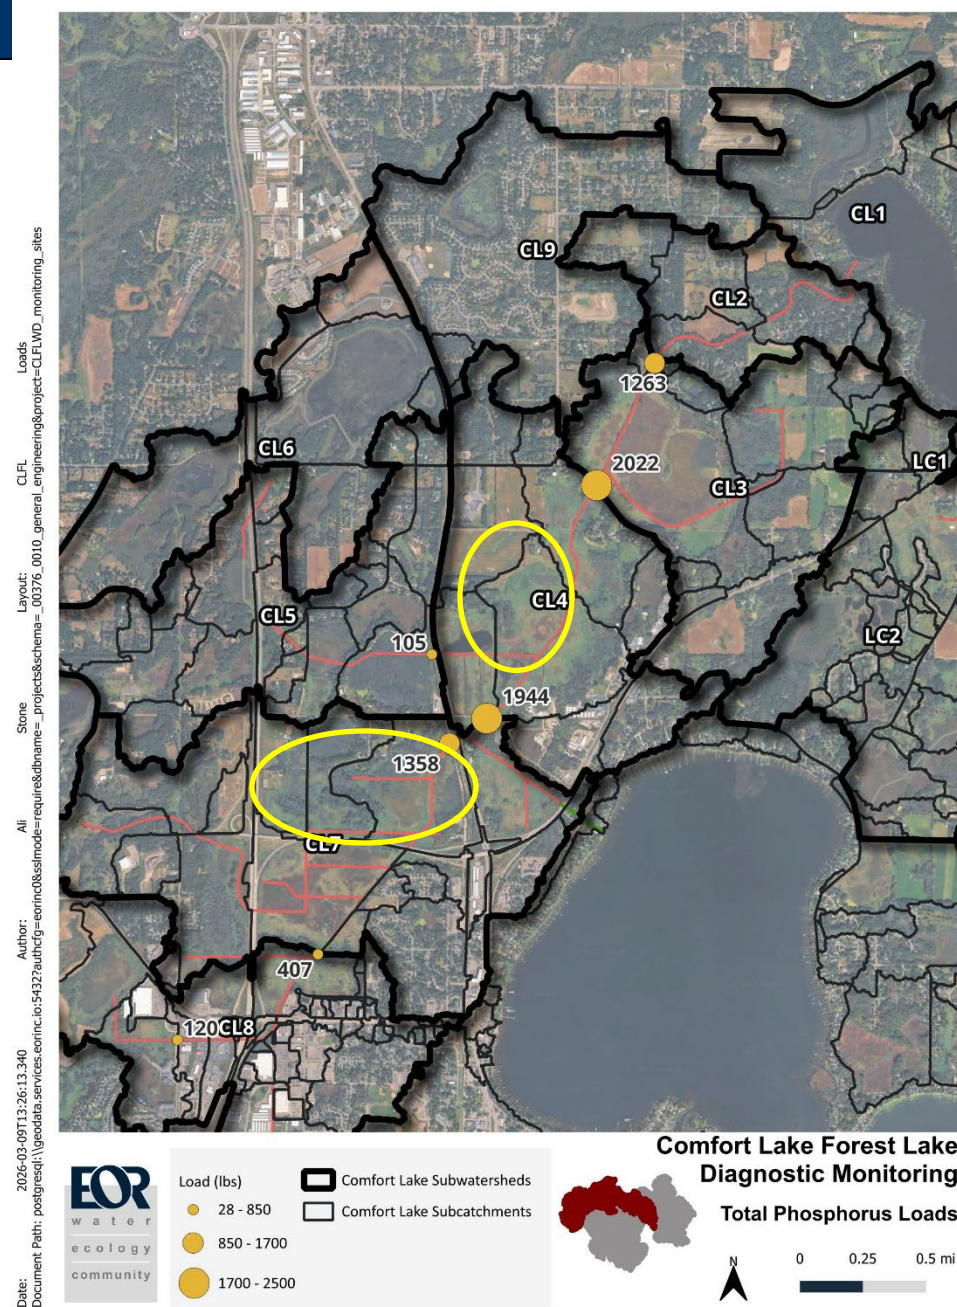 CL1
CL9
CL2
1263
CL6
2022
LC1
CL3
CL4
CL5
105
LC2
1944
1358
CL7
407
120
CL8
Date: 2026-03-09T13:26:13.340 Author: Ali Stone Layout: CFL Loads
Document Path: postgresql:\\geodata.services.eorinc.io:5432?authcfg=eorinc0&sslmode=require&dbname=_projects&schema=_00376_0010_general_engineering&project=CLFLWD_monitoring_sites
EOR
water
ecology
community
Load (lbs)
28 - 850
850 - 1700
1700 - 2500
Comfort Lake Subwatersheds
Comfort Lake Subcatchments
Comfort Lake Forest Lake
Diagnostic Monitoring
Total Phosphorus Loads
N
0 0.25 0.5 mi